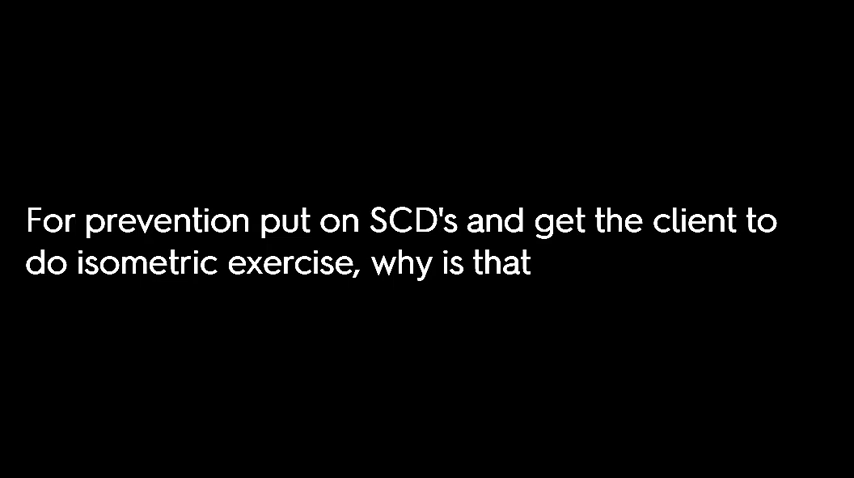 For prevention put on SCD's and get the client to
do isometric exercise, why is that